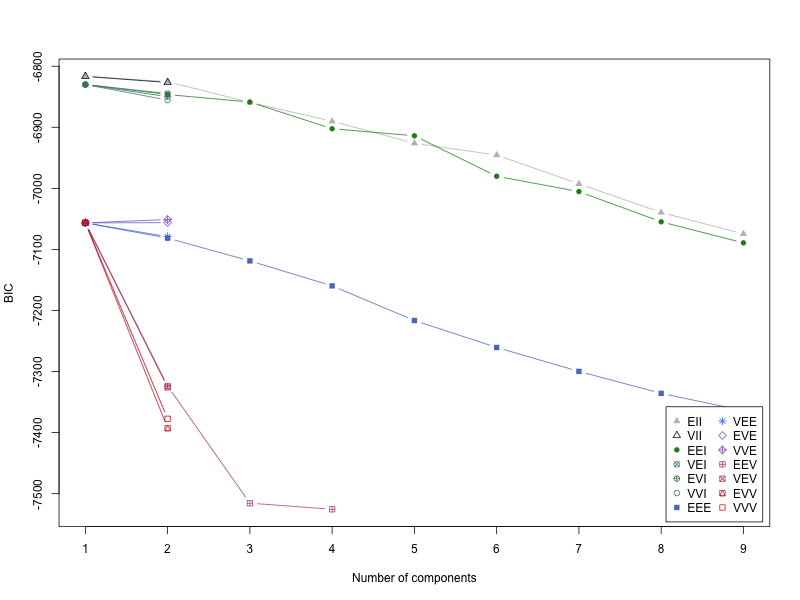 -6800
-6900
-7000
-7100
-7200
-7300
-7400
-7500
BIC
1 2 3 4 5 6 7 8 9
Number of components
EII VEE
VII EVE
EEI VVE
VEI EEV
EVI VEV
VVI EVV
EEE VVV